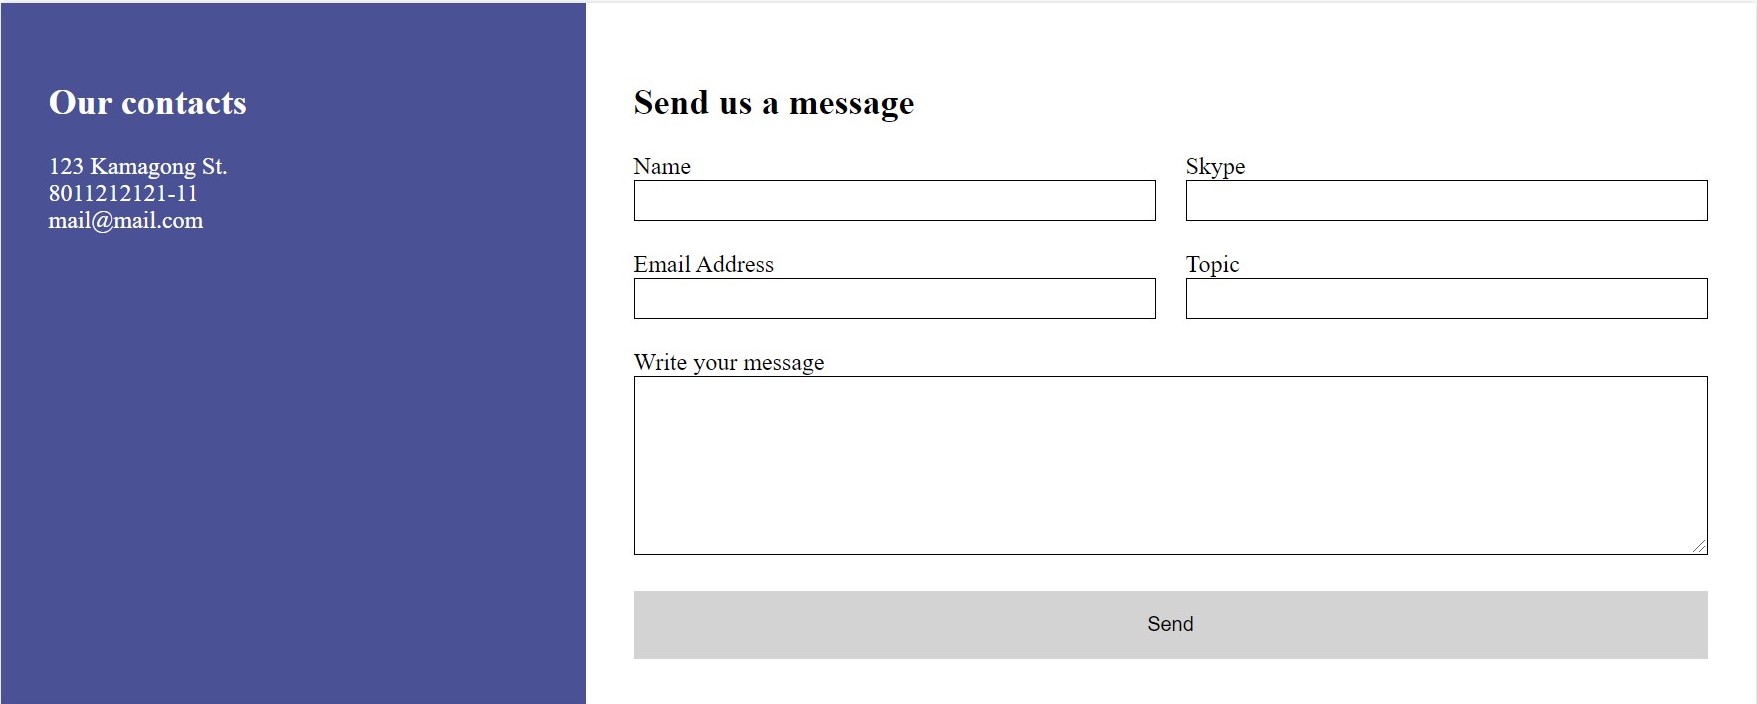 Our contacts
123 Kamagong St.
8011212121-11
mail@mail.com
Send us a message
Name
Skype
Email Address
Topic
Write your message
Send